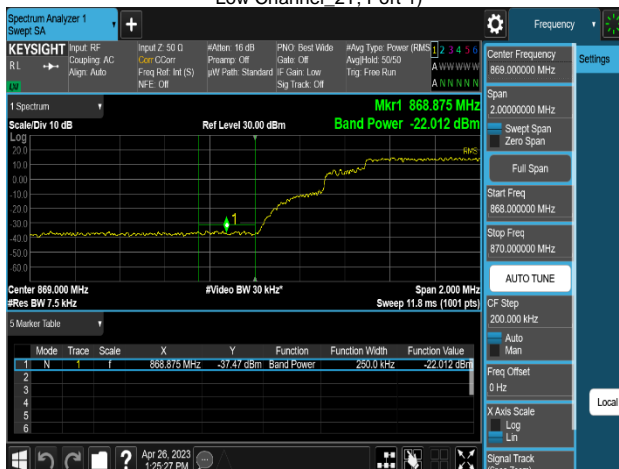 Low Channel_21, Port 1)
Spectrum Analyzer 1
Swept SA
Frequency
Settings
KEYSIGHT Input: RF
RL Coupling: AC
Align: Auto
LW
Input Z: 50 Ω
Corr CCorr
Freq Ref: Int (S)
NFE: Off
#Atten: 16 dB
Preamp: Off
µW Path: Standard
PNO: Best Wide
Gate: Off
IF Gain: Low
Sig Track: Off
#Avg Type: Power (RMS
Avg|Hold: 50/50
Trig: Free Run
1 2 3 4 5 6
A W W W W W
A N N N N N
1 Spectrum
Scale/Div 10 dB
Ref Level 30.00 dBm
Mkr1 868.875 MHz
Band Power -22.012 dBm
Log
20.0
10.0
0.00
-10.0
-20.0
-30.0
-40.0
-50.0
-60.0
RMS
1
Center 869.000 MHz
#Res BW 7.5 kHz
#Video BW 30 kHz*
Span 2.000 MHz
Sweep 11.8 ms (1001 pts)
5 Marker Table
Mode Trace Scale X Y Function Function Width Function Value
1 N 1 f 868.875 MHz -37.47 dBm Band Power 250.0 kHz -22.012 dBm
2
3
4
5
6
Apr 26, 2023
1:25:27 PM
Center Frequency
869.000000 MHz
Span
2.00000000 MHz
Swept Span
Zero Span
Full Span
Start Freq
868.000000 MHz
Stop Freq
870.000000 MHz
AUTO TUNE
CF Step
200.000 kHz
Auto
Man
Freq Offset
0 Hz
X Axis Scale
Log
Lin
Signal Track
(Span Zoom)
Local